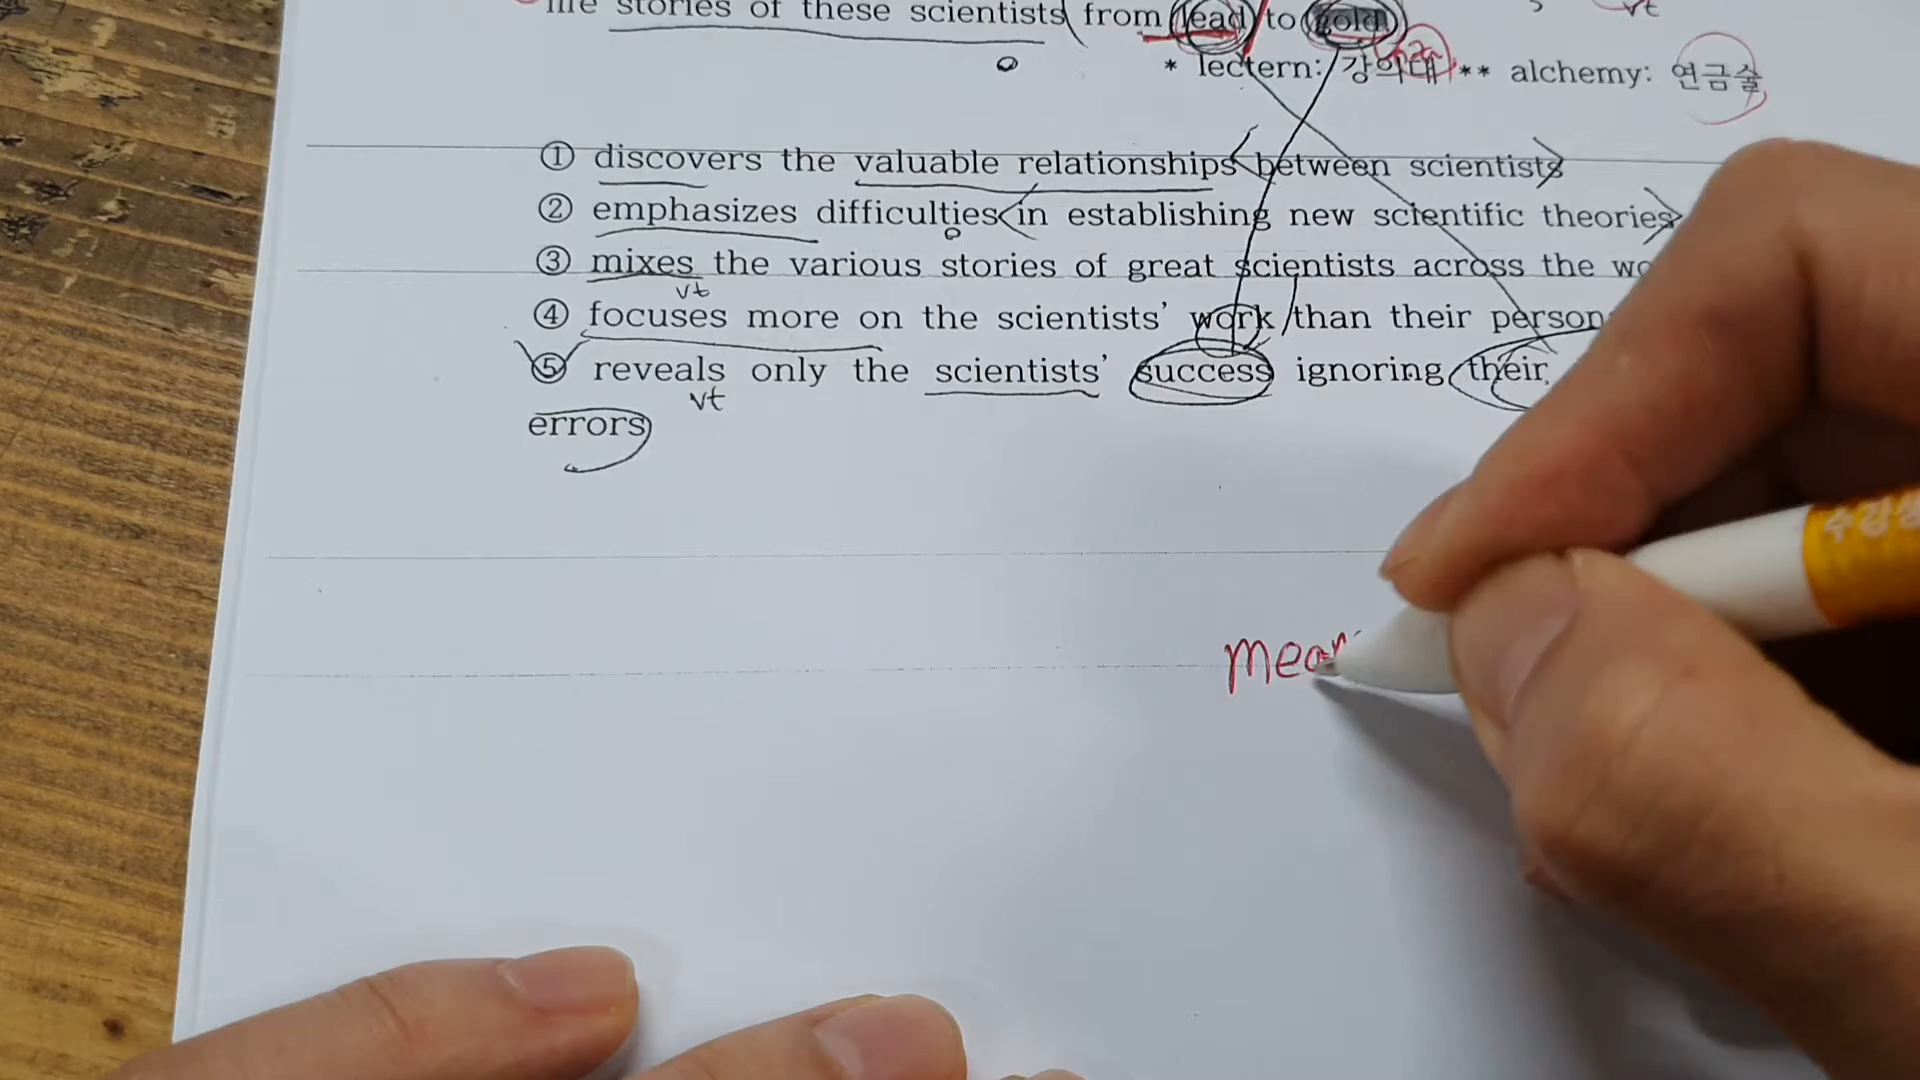 life stories of these scientists from lead to gold.
* lectern: 강의대 ** alchemy: 연금술
① discovers the valuable relationships between scientists
② emphasizes difficulties in establishing new scientific theories
③ mixes the various stories of great scientists across the
vt
④ focuses more on the scientists' work than their
⑤ reveals only the scientists' success ignoring their
vt
errors